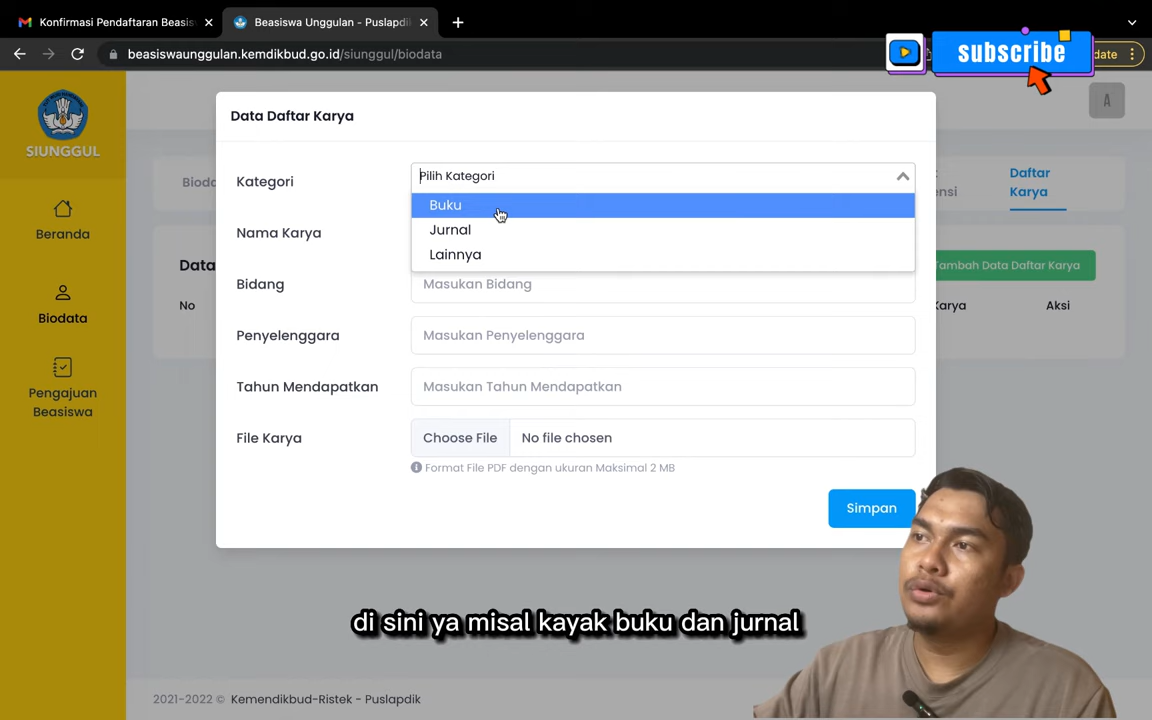 Konfirmasi Pendaftaran Beasis
Beasiswa Unggulan - Puslapdik
beasiswaunggulan.kemdikbud.go.id/siunggul/biodata
subscribe
date
SIUNGGUL
Beranda
Biodata
Pengajuan
Beasiswa
A
Daftar
Karya
Data Daftar Karya
Kategori
Pilih Kategori
Buku
Jurnal
Lainnya
Nama Karya
Bidang
Masukan Bidang
Penyelenggara
Masukan Penyelenggara
Tahun Mendapatkan
Masukan Tahun Mendapatkan
File Karya
Choose File
No file chosen
Format File PDF dengan ukuran Maksimal 2 MB
Simpan
Data
No
Tambah Data Daftar Karya
Karya
Aksi
di sini ya misal kayak buku dan jurnal
2021-2022 © Kemendikbud-Ristek - Puslapdik